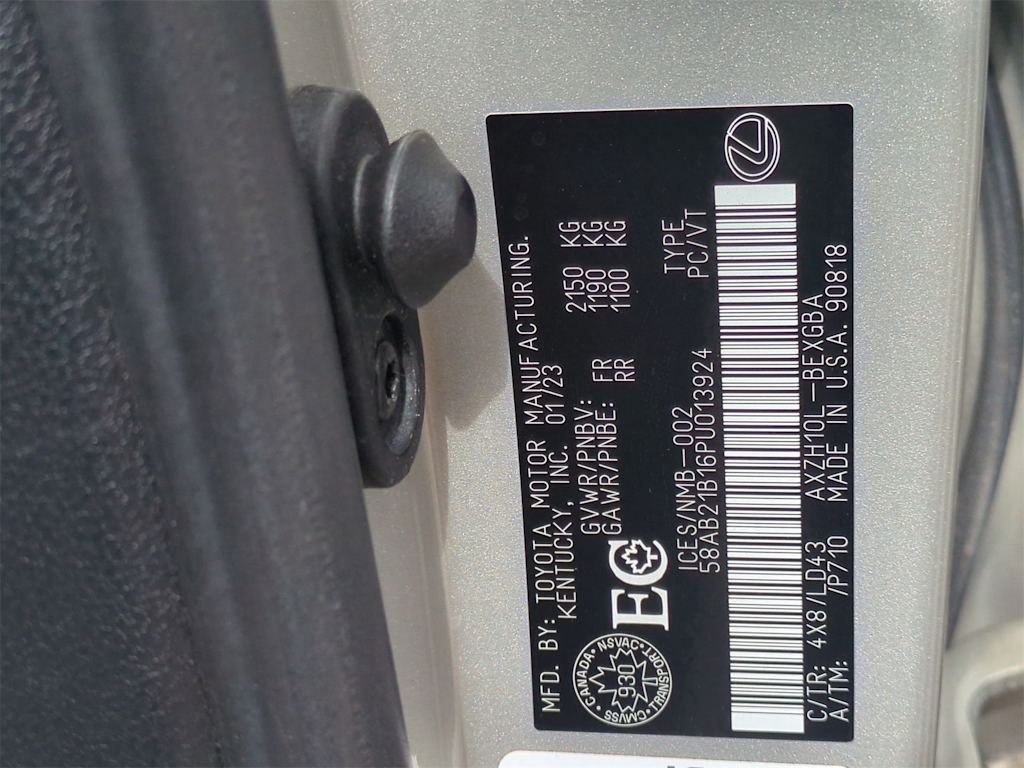 MFD. BY: TOYOTA MOTOR MANUFACTURING.
KENTUCKY, INC. 01/23
GVWR/PNBV: 2150 KG
GAWR/PNBE: FR 1190 KG
RR 1100 KG
CANADA • NSVAC • TRANSPORT • CMVSS •
930
EC
ICES/NMB-002 TYPE
58AB21B16PU013924 PC/VT
C/TR: 4X8/LD43 AXZH10L-BEXGBA
A/TM: /P710 MADE IN U.S.A. 90818